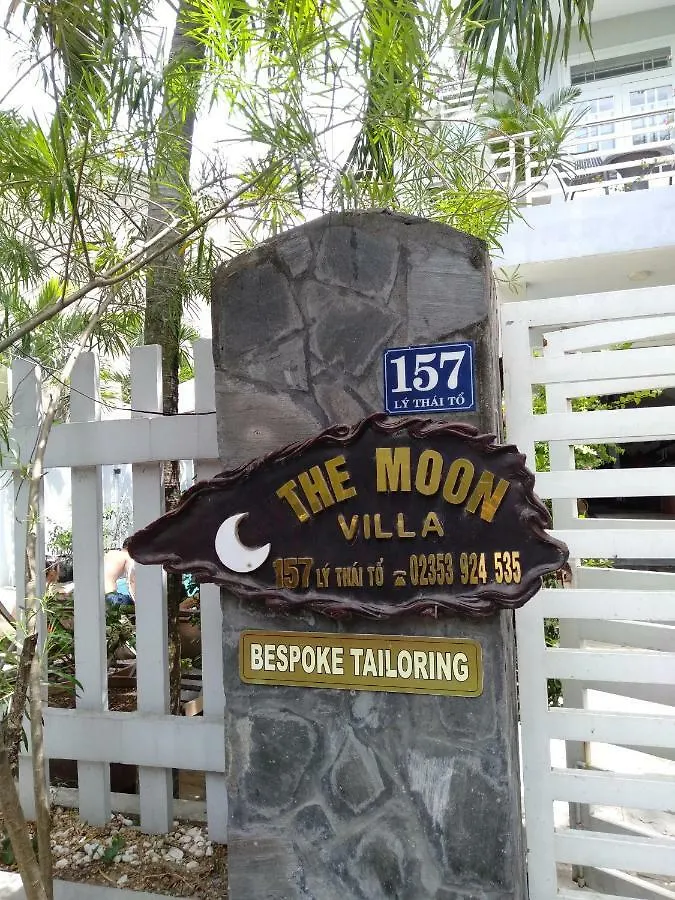 157
LÝ THÁI TỔ
THE MOON
VILLA
157 LÝ THÁI TỔ ☎ 02353 924 535
BESPOKE TAILORING